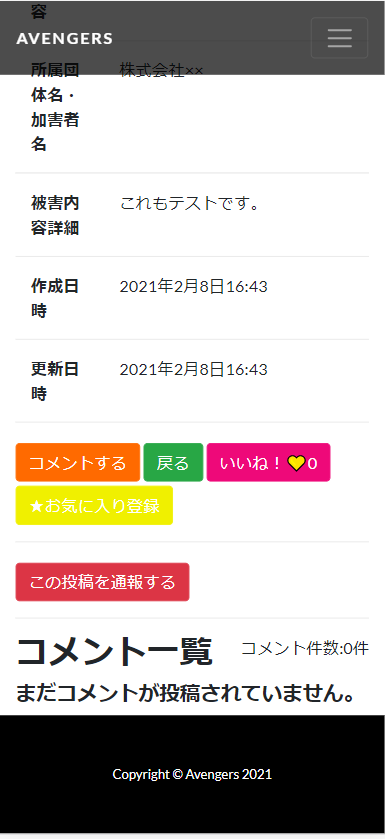 容
AVENGERS
所属団 株式会社××
体名・
加害者
名
被害内 これもテストです。
容詳細
作成日 2021年2月8日16:43
時
更新日 2021年2月8日16:43
時
コメントする 戻る いいね！💛0
★お気に入り登録
この投稿を通報する
コメント一覧 コメント件数:0件
まだコメントが投稿されていません。
Copyright © Avengers 2021